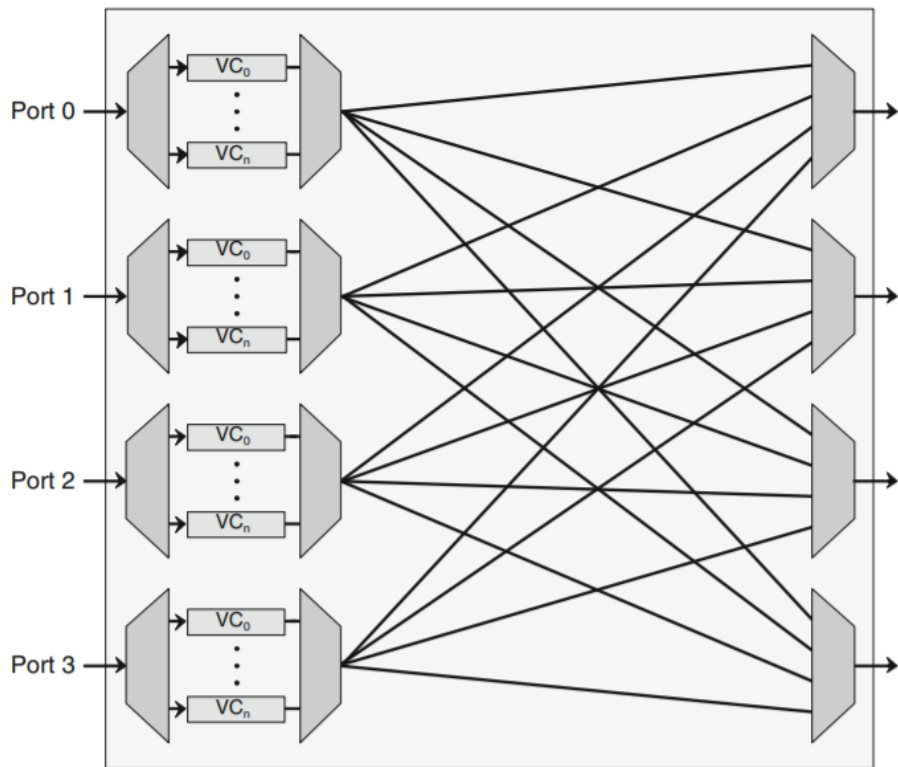 Port 0
VC₀
VCₙ
Port 1
VC₀
VCₙ
Port 2
VC₀
VCₙ
Port 3
VC₀
VCₙ